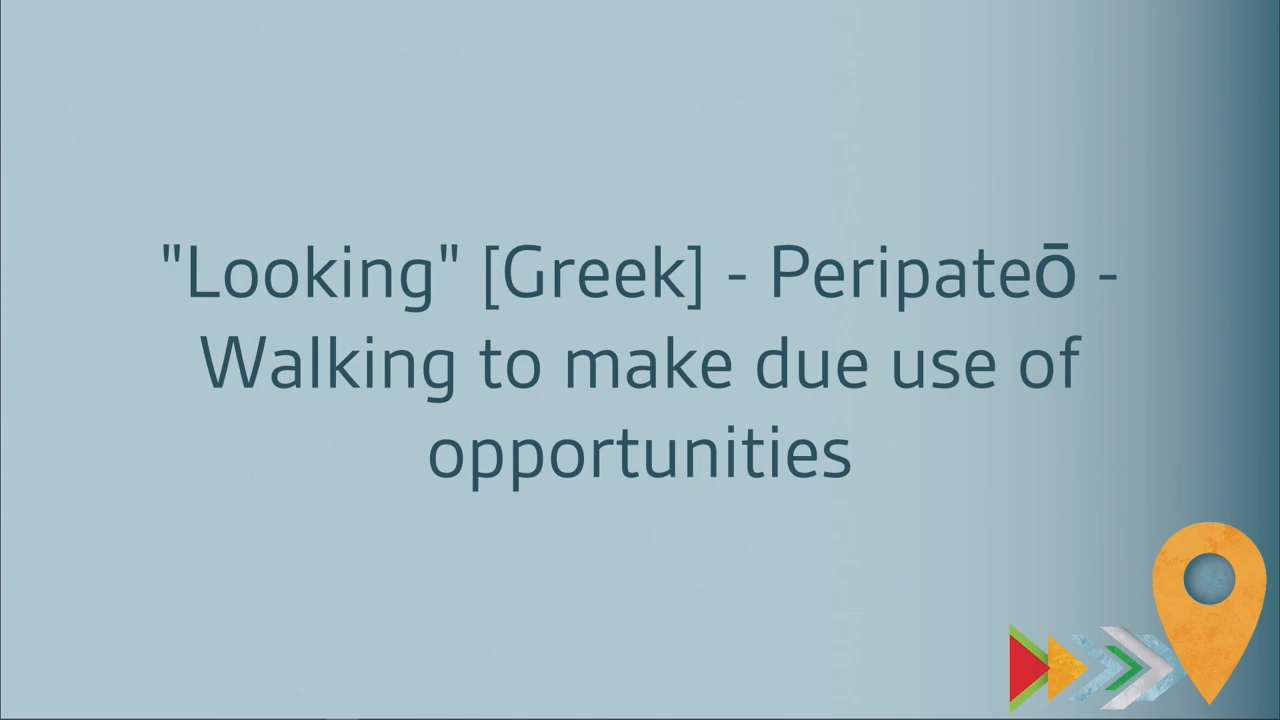 "Looking" [Greek] - Peripateō -
Walking to make due use of
opportunities